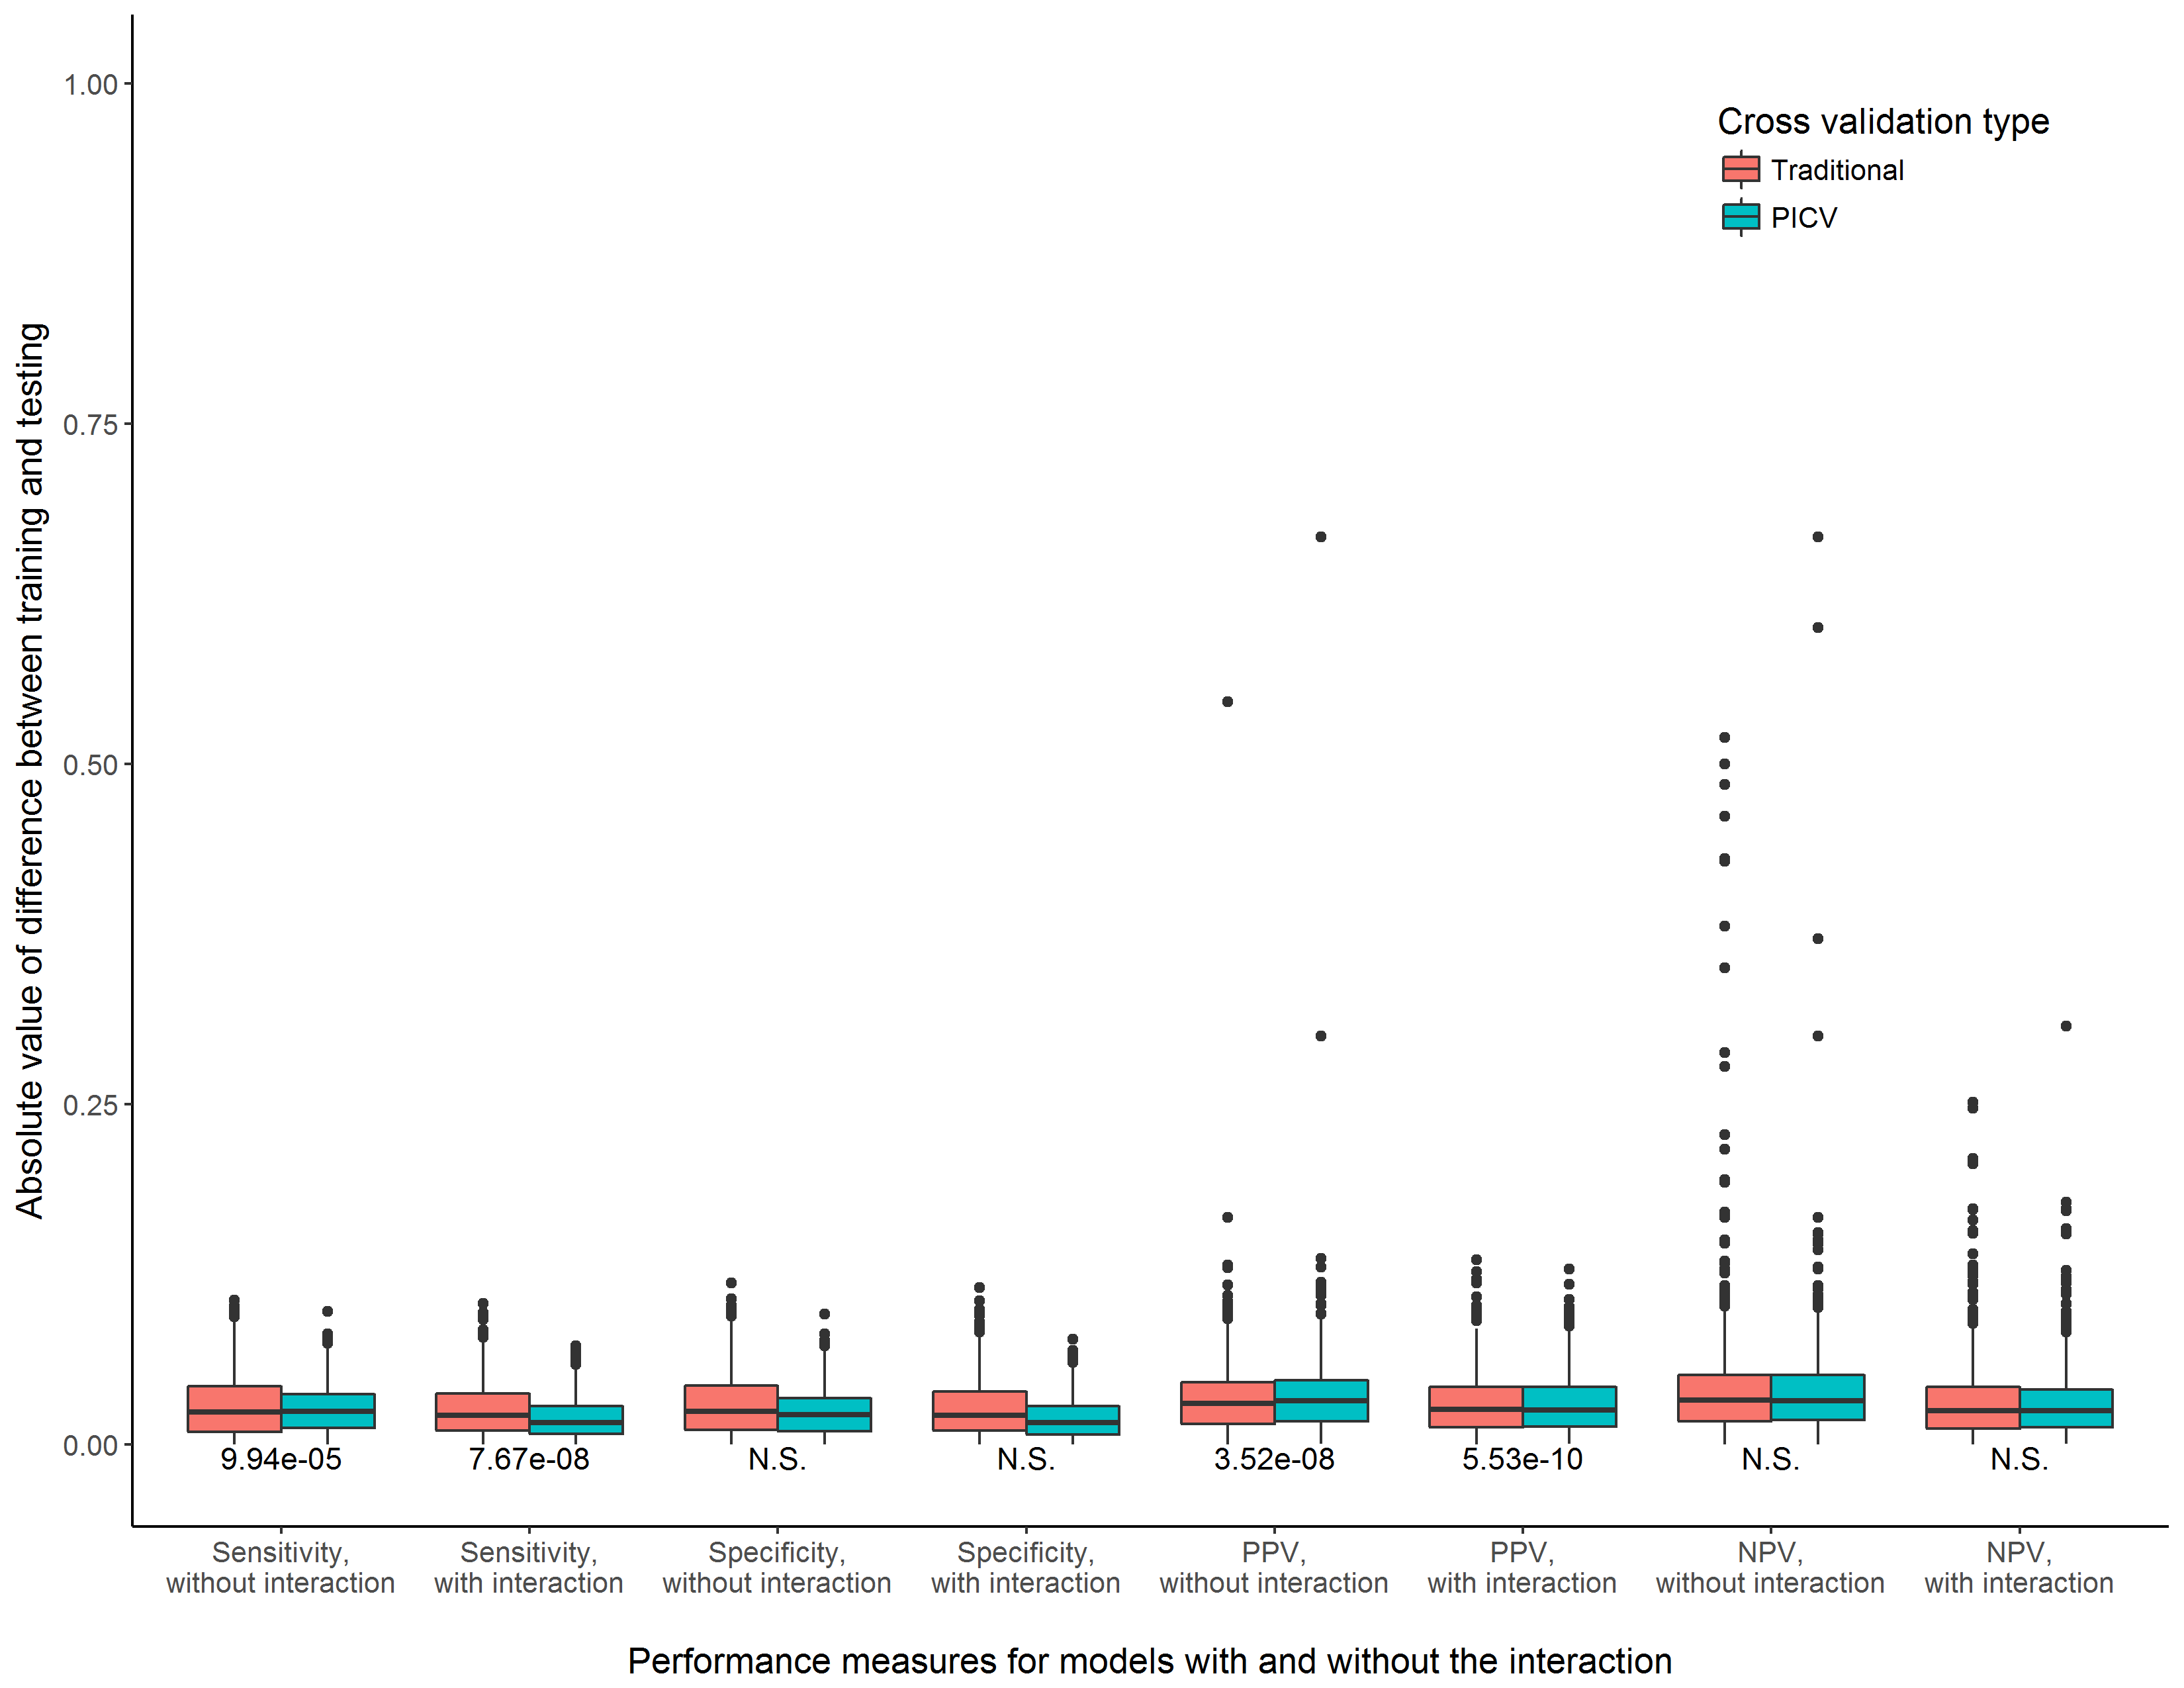 Absolute value of difference between training and testing
1.00
0.75
0.50
0.25
0.00
Cross validation type
Traditional
PICV
9.94e-05
7.67e-08
N.S.
N.S.
3.52e-08
5.53e-10
N.S.
N.S.
Sensitivity,
without interaction
Sensitivity,
with interaction
Specificity,
without interaction
Specificity,
with interaction
PPV,
without interaction
PPV,
with interaction
NPV,
without interaction
NPV,
with interaction
Performance measures for models with and without the interaction